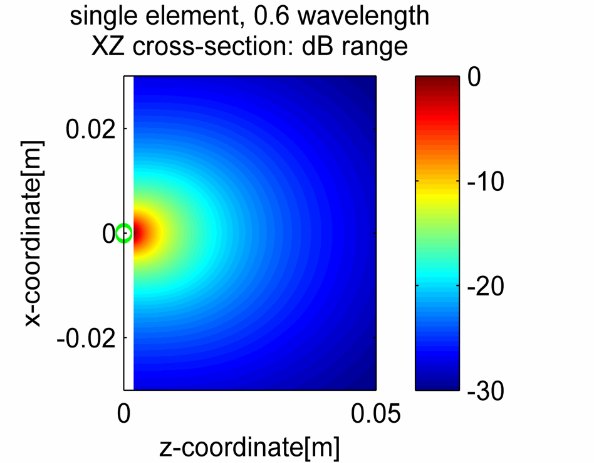 single element, 0.6 wavelength
XZ cross-section: dB range
0.02
0
-0.02
x-coordinate[m]
0
0.05
z-coordinate[m]
0
-10
-20
-30